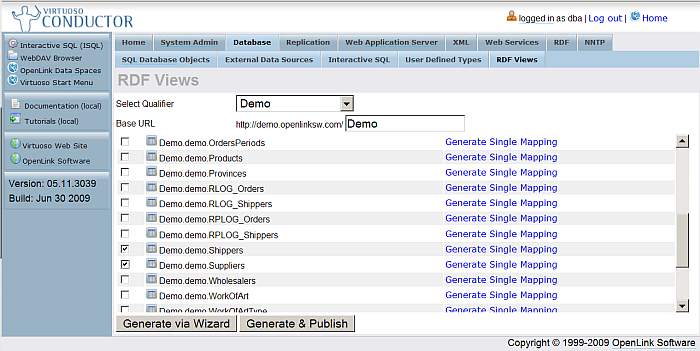 VIRTUOSO
CONDUCTOR
logged in as dba | Log out | Home
Interactive SQL (ISQL)
WebDAV Browser
OpenLink Data Spaces
Virtuoso Start Menu
Documentation (local)
Tutorials (local)
Virtuoso Web Site
OpenLink Software
Version: 05.11.3039
Build: Jun 30 2009
Home System Admin Database Replication Web Application Server XML Web Services RDF NNTP
SQL Database Objects External Data Sources Interactive SQL User Defined Types RDF Views
RDF Views
Select Qualifier Demo
Base URL http://demo.openlinksw.com/ Demo
Demo.demo.OrdersPeriods Generate Single Mapping
Demo.demo.Products Generate Single Mapping
Demo.demo.Provinces Generate Single Mapping
Demo.demo.RLOG_Orders Generate Single Mapping
Demo.demo.RLOG_Shippers Generate Single Mapping
Demo.demo.RPLOG_Orders Generate Single Mapping
Demo.demo.RPLOG_Shippers Generate Single Mapping
Demo.demo.Shippers Generate Single Mapping
Demo.demo.Suppliers Generate Single Mapping
Demo.demo.Wholesalers Generate Single Mapping
Demo.demo.WorkOfArt Generate Single Mapping
Demo.demo.WorkOfArtType Generate Single Mapping
Generate via Wizard Generate & Publish
Copyright © 1999-2009 OpenLink Software